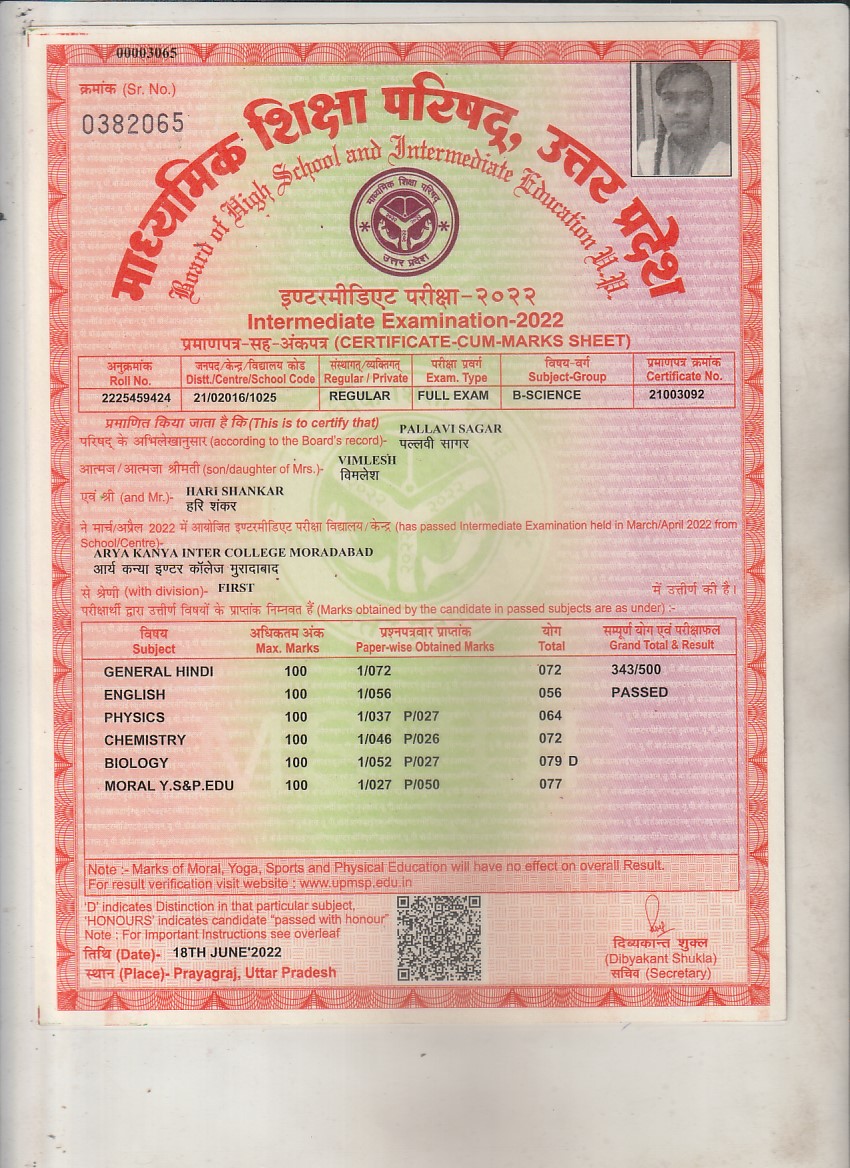 00003065
क्रमांक (Sr. No.)
0382065
माध्यमिक शिक्षा परिषद्, उत्तर प्रदेश
Board of High School and Intermediate Education U.P.
माध्यमिक शिक्षा परिषद
उत्तर प्रदेश
इण्टरमीडिएट परीक्षा-२०२२
Intermediate Examination-2022
प्रमाणपत्र-सह-अंकपत्र (CERTIFICATE-CUM-MARKS SHEET)
अनुक्रमांक जनपद/केन्द्र/विद्यालय कोड संस्थागत/व्यक्तिगत परीक्षा प्रवर्ग विषय-वर्ग प्रमाणपत्र क्रमांक
Roll No. Distt./Centre/School Code Regular / Private Exam. Type Subject-Group Certificate No.
2225459424 21/02016/1025 REGULAR FULL EXAM B-SCIENCE 21003092
प्रमाणित किया जाता है कि (This is to certify that) PALLAVI SAGAR
परिषद् के अभिलेखानुसार (according to the Board's record)- पल्लवी सागर
VIMLESH
आत्मज/आत्मजा श्रीमती (son/daughter of Mrs.)- विमलेश
एवं श्री (and Mr.)- HARI SHANKAR
हरि शंकर
ने मार्च/अप्रैल 2022 में आयोजित इण्टरमीडिएट परीक्षा विद्यालय/केन्द्र (has passed Intermediate Examination held in March/April 2022 from
School/Centre)-
ARYA KANYA INTER COLLEGE MORADABAD
आर्य कन्या इण्टर कॉलेज मुरादाबाद
से श्रेणी (with division)- FIRST में उत्तीर्ण की है।
परीक्षार्थी द्वारा उत्तीर्ण विषयों के प्राप्तांक निम्नवत हैं (Marks obtained by the candidate in passed subjects are as under) :-
विषय अधिकतम अंक प्रश्नपत्रवार प्राप्तांक योग सम्पूर्ण योग एवं परीक्षाफल
Subject Max. Marks Paper-wise Obtained Marks Total Grand Total & Result
GENERAL HINDI 100 1/072 072 343/500
ENGLISH 100 1/056 056 PASSED
PHYSICS 100 1/037 P/027 064
CHEMISTRY 100 1/046 P/026 072
BIOLOGY 100 1/052 P/027 079 D
MORAL Y.S&P.EDU 100 1/027 P/050 077
Note :- Marks of Moral, Yoga, Sports and Physical Education will have no effect on overall Result.
For result verification visit website : www.upmsp.edu.in
'D' indicates Distinction in that particular subject,
'HONOURS' indicates candidate "passed with honour"
Note : For Important Instructions see overleaf
तिथि (Date)- 18TH JUNE'2022
स्थान (Place)- Prayagraj, Uttar Pradesh
दिव्यकान्त शुक्ल
(Dibyakant Shukla)
सचिव (Secretary)